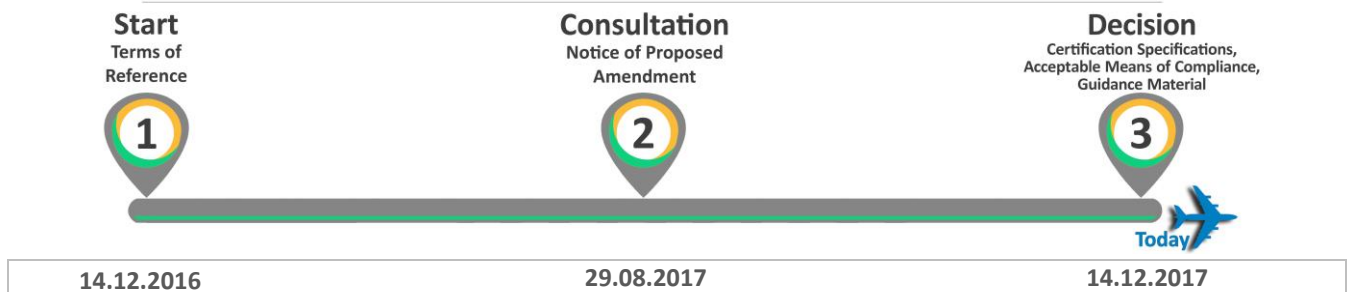 Start
Terms of
Reference
1
Consultation
Notice of Proposed
Amendment
2
Decision
Certification Specifications,
Acceptable Means of Compliance,
Guidance Material
3
Today
14.12.2016
29.08.2017
14.12.2017